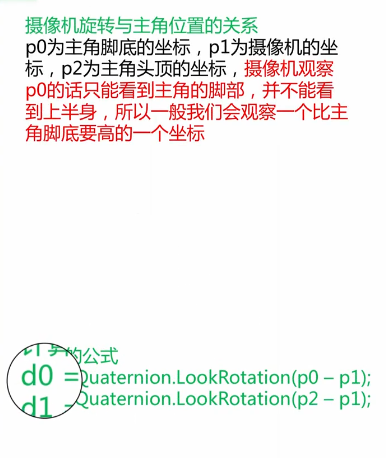 摄像机旋转与主角位置的关系
p0为主角脚底的坐标，p1为摄像机的坐
标，p2为主角头顶的坐标，摄像机观察
p0的话只能看到主角的脚部，并不能看
到上半身，所以一般我们会观察一个比主
角脚底要高的一个坐标
的公式
d0 =Quaternion.LookRotation(p0 – p1);
d1 Quaternion.LookRotation(p2 – p1);